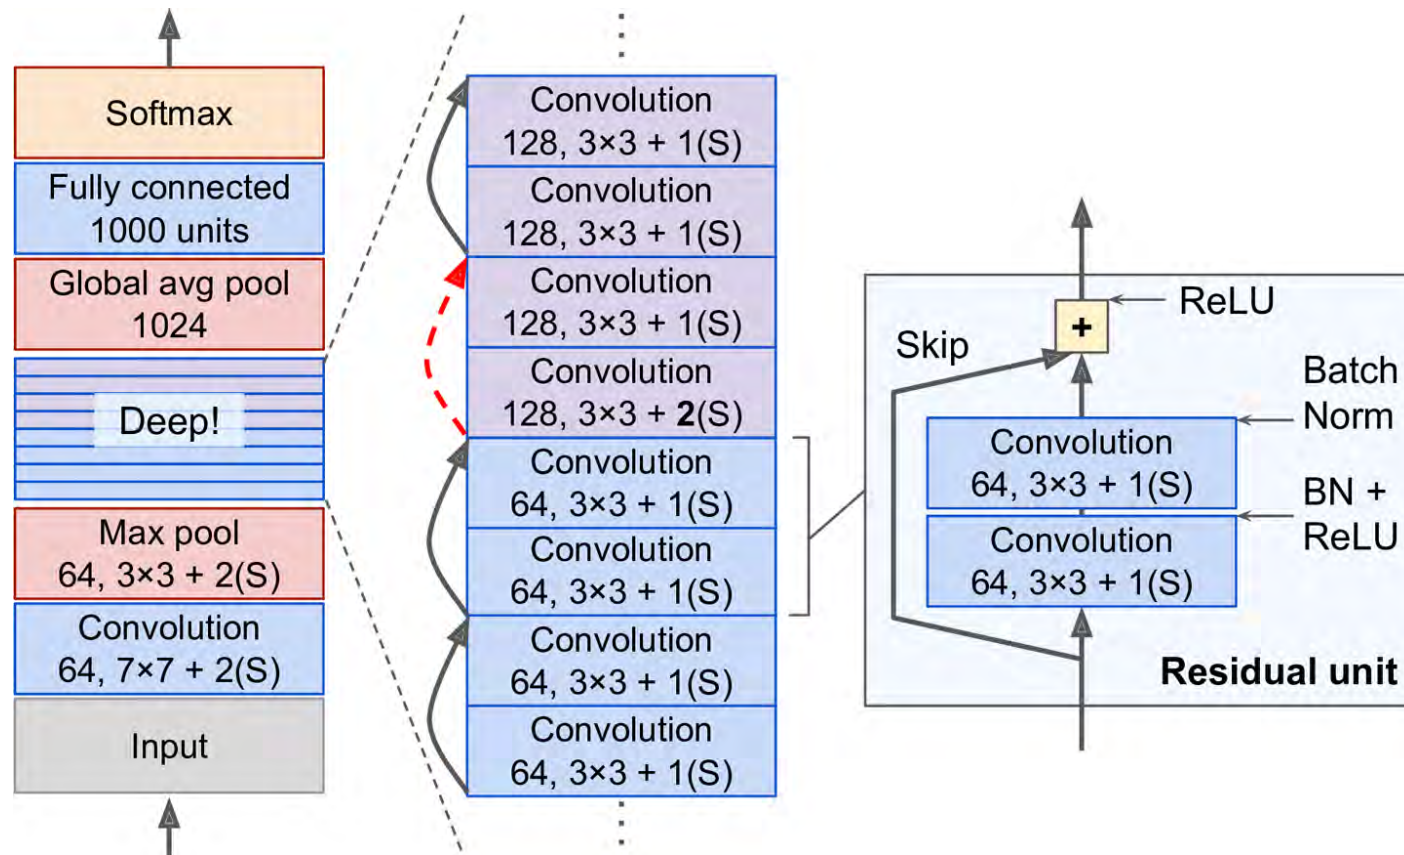 Softmax
Fully connected
1000 units
Global avg pool
1024
Deep!
Max pool
64, 3×3 + 2(S)
Convolution
64, 7×7 + 2(S)
Input
Convolution
128, 3×3 + 1(S)
Convolution
128, 3×3 + 1(S)
Convolution
128, 3×3 + 1(S)
Convolution
128, 3×3 + 2(S)
Convolution
64, 3×3 + 1(S)
Convolution
64, 3×3 + 1(S)
Convolution
64, 3×3 + 1(S)
Convolution
64, 3×3 + 1(S)
+
ReLU
Skip
Batch
Norm
Convolution
64, 3×3 + 1(S)
BN +
ReLU
Convolution
64, 3×3 + 1(S)
Residual unit